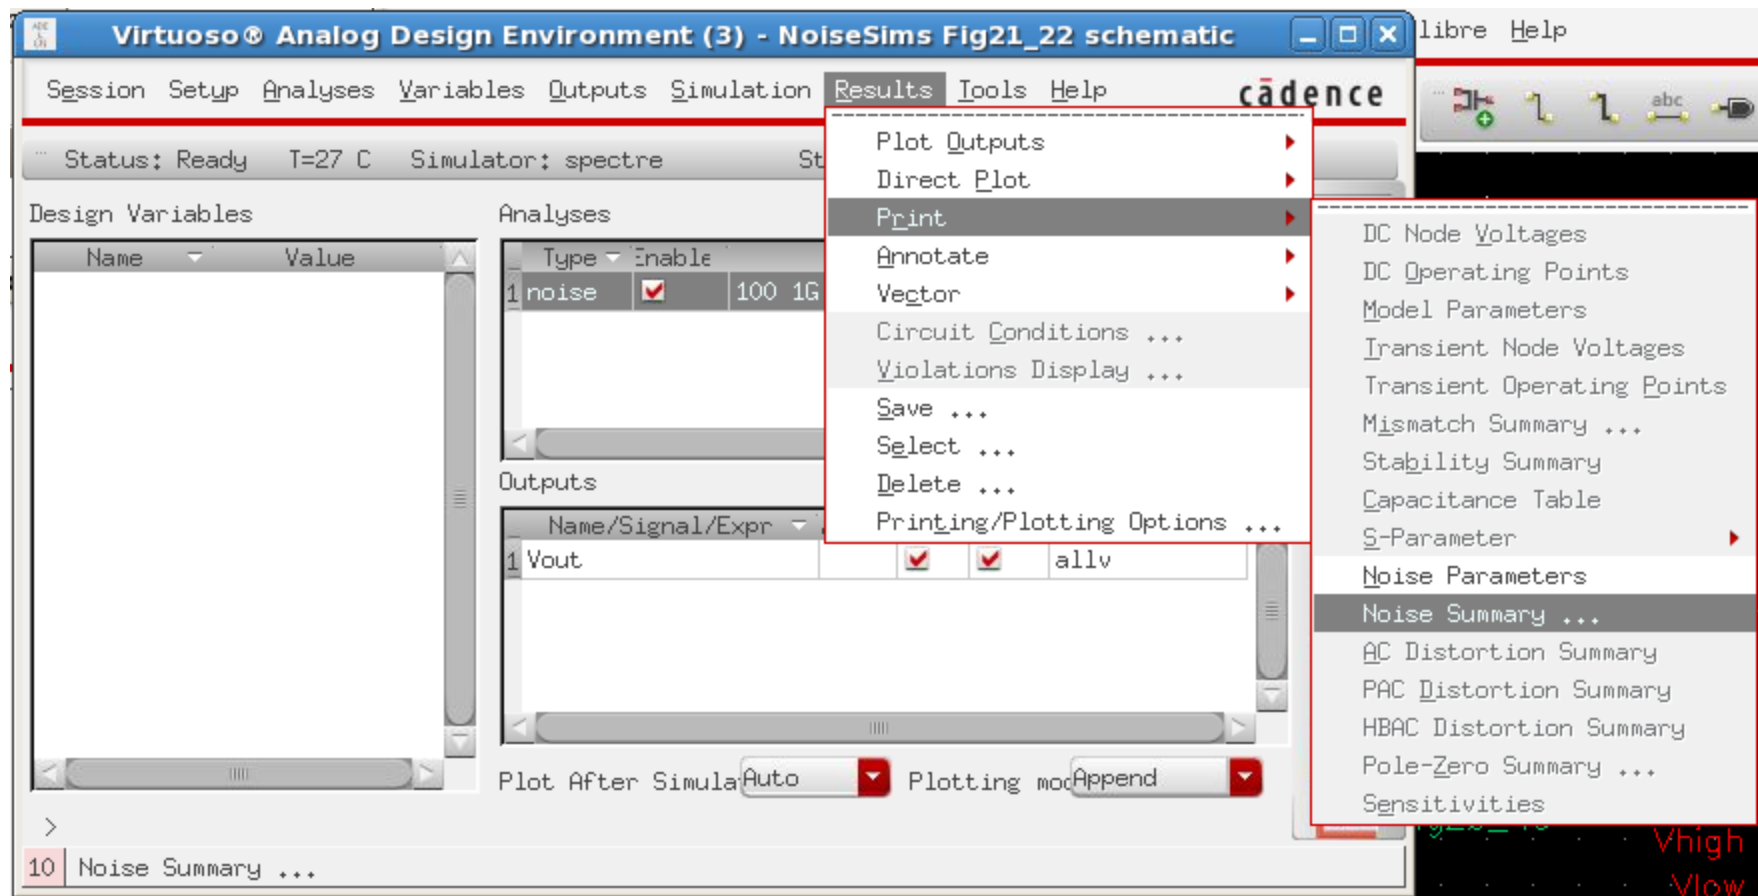 Virtuoso® Analog Design Environment (3) - NoiseSims Fig21_22 schematic
libre Help
Session Setup Analyses Variables Outputs Simulation Results Tools Help cādence
abc
Status: Ready T=27 C Simulator: spectre St
Plot Outputs
Direct Plot
Print
Annotate
Vector
Circuit Conditions ...
Violations Display ...
Save ...
Select ...
Delete ...
Printing/Plotting Options ...
DC Node Voltages
DC Operating Points
Model Parameters
Transient Node Voltages
Transient Operating Points
Mismatch Summary ...
Stability Summary
Capacitance Table
S-Parameter
Noise Parameters
Noise Summary ...
AC Distortion Summary
PAC Distortion Summary
HBAC Distortion Summary
Pole-Zero Summary ...
Sensitivities
Design Variables
Name Value
Analyses
Type Enable
1 noise 100 1G
Outputs
Name/Signal/Expr
1 Vout allv
Plot After Simula Auto Plotting mod Append
>
10 Noise Summary ...
Vhigh
Vlow